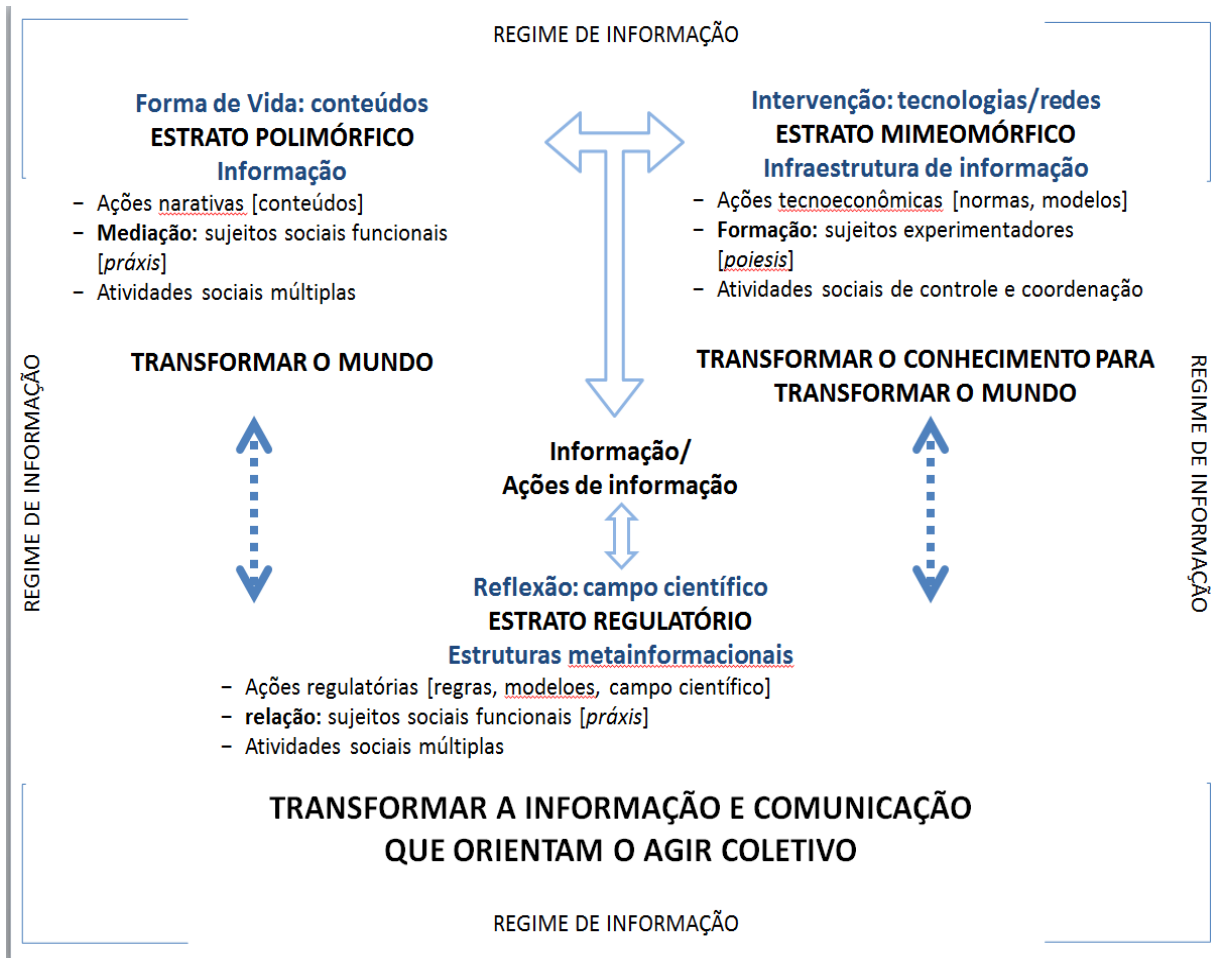 REGIME DE INFORMAÇÃO
Forma de Vida: conteúdos
ESTRATO POLIMÓRFICO
Informação
− Ações narativas [conteúdos]
− Mediação: sujeitos sociais funcionais
[práxis]
− Atividades sociais múltiplas
TRANSFORMAR O MUNDO
Intervenção: tecnologias/redes
ESTRATO MIMEOMÓRFICO
Infraestrutura de informação
− Ações tecnoeconômicas [normas, modelos]
− Formação: sujeitos experimentadores
[poiesis]
− Atividades sociais de controle e coordenação
TRANSFORMAR O CONHECIMENTO PARA
TRANSFORMAR O MUNDO
REGIME DE INFORMAÇÃO
REGIME DE INFORMAÇÃO
Informação/
Ações de informação
Reflexão: campo científico
ESTRATO REGULATÓRIO
Estruturas metainformacionais
− Ações regulatórias [regras, modeloes, campo científico]
− relação: sujeitos sociais funcionais [práxis]
− Atividades sociais múltiplas
TRANSFORMAR A INFORMAÇÃO E COMUNICAÇÃO
QUE ORIENTAM O AGIR COLETIVO
REGIME DE INFORMAÇÃO